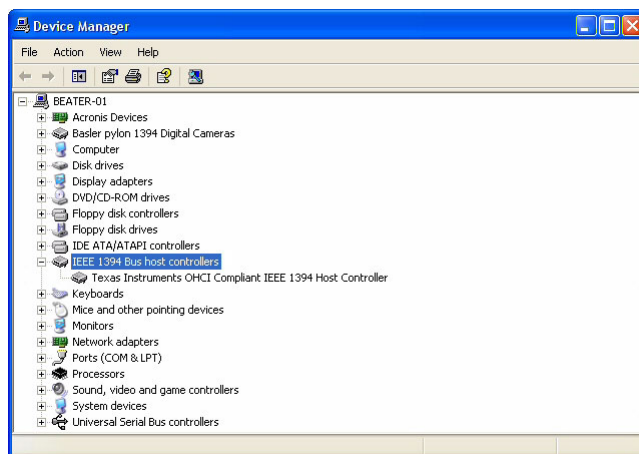 Device Manager
File Action View Help
BEATER-01
Acronis Devices
Basler pylon 1394 Digital Cameras
Computer
Disk drives
Display adapters
DVD/CD-ROM drives
Floppy disk controllers
Floppy disk drives
IDE ATA/ATAPI controllers
IEEE 1394 Bus host controllers
Texas Instruments OHCI Compliant IEEE 1394 Host Controller
Keyboards
Mice and other pointing devices
Monitors
Network adapters
Ports (COM & LPT)
Processors
Sound, video and game controllers
System devices
Universal Serial Bus controllers